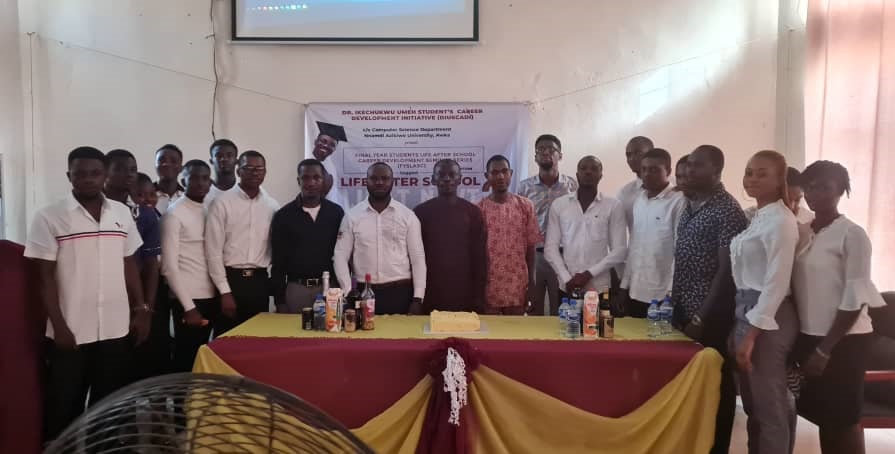 DR. IKECHUKWU UMEH STUDENT'S CAREER
DEVELOPMENT INITIATIVE (DIUSCADI)
Computer Science Department
Nnamdi Azikiwe University, Awka
FINAL YEAR STUDENTS LIFE AFTER SCHOOL
CAREER DEVELOPMENT SEMINAR SERIES
(FYSLASC)
LIFE AFTER SCHOOL